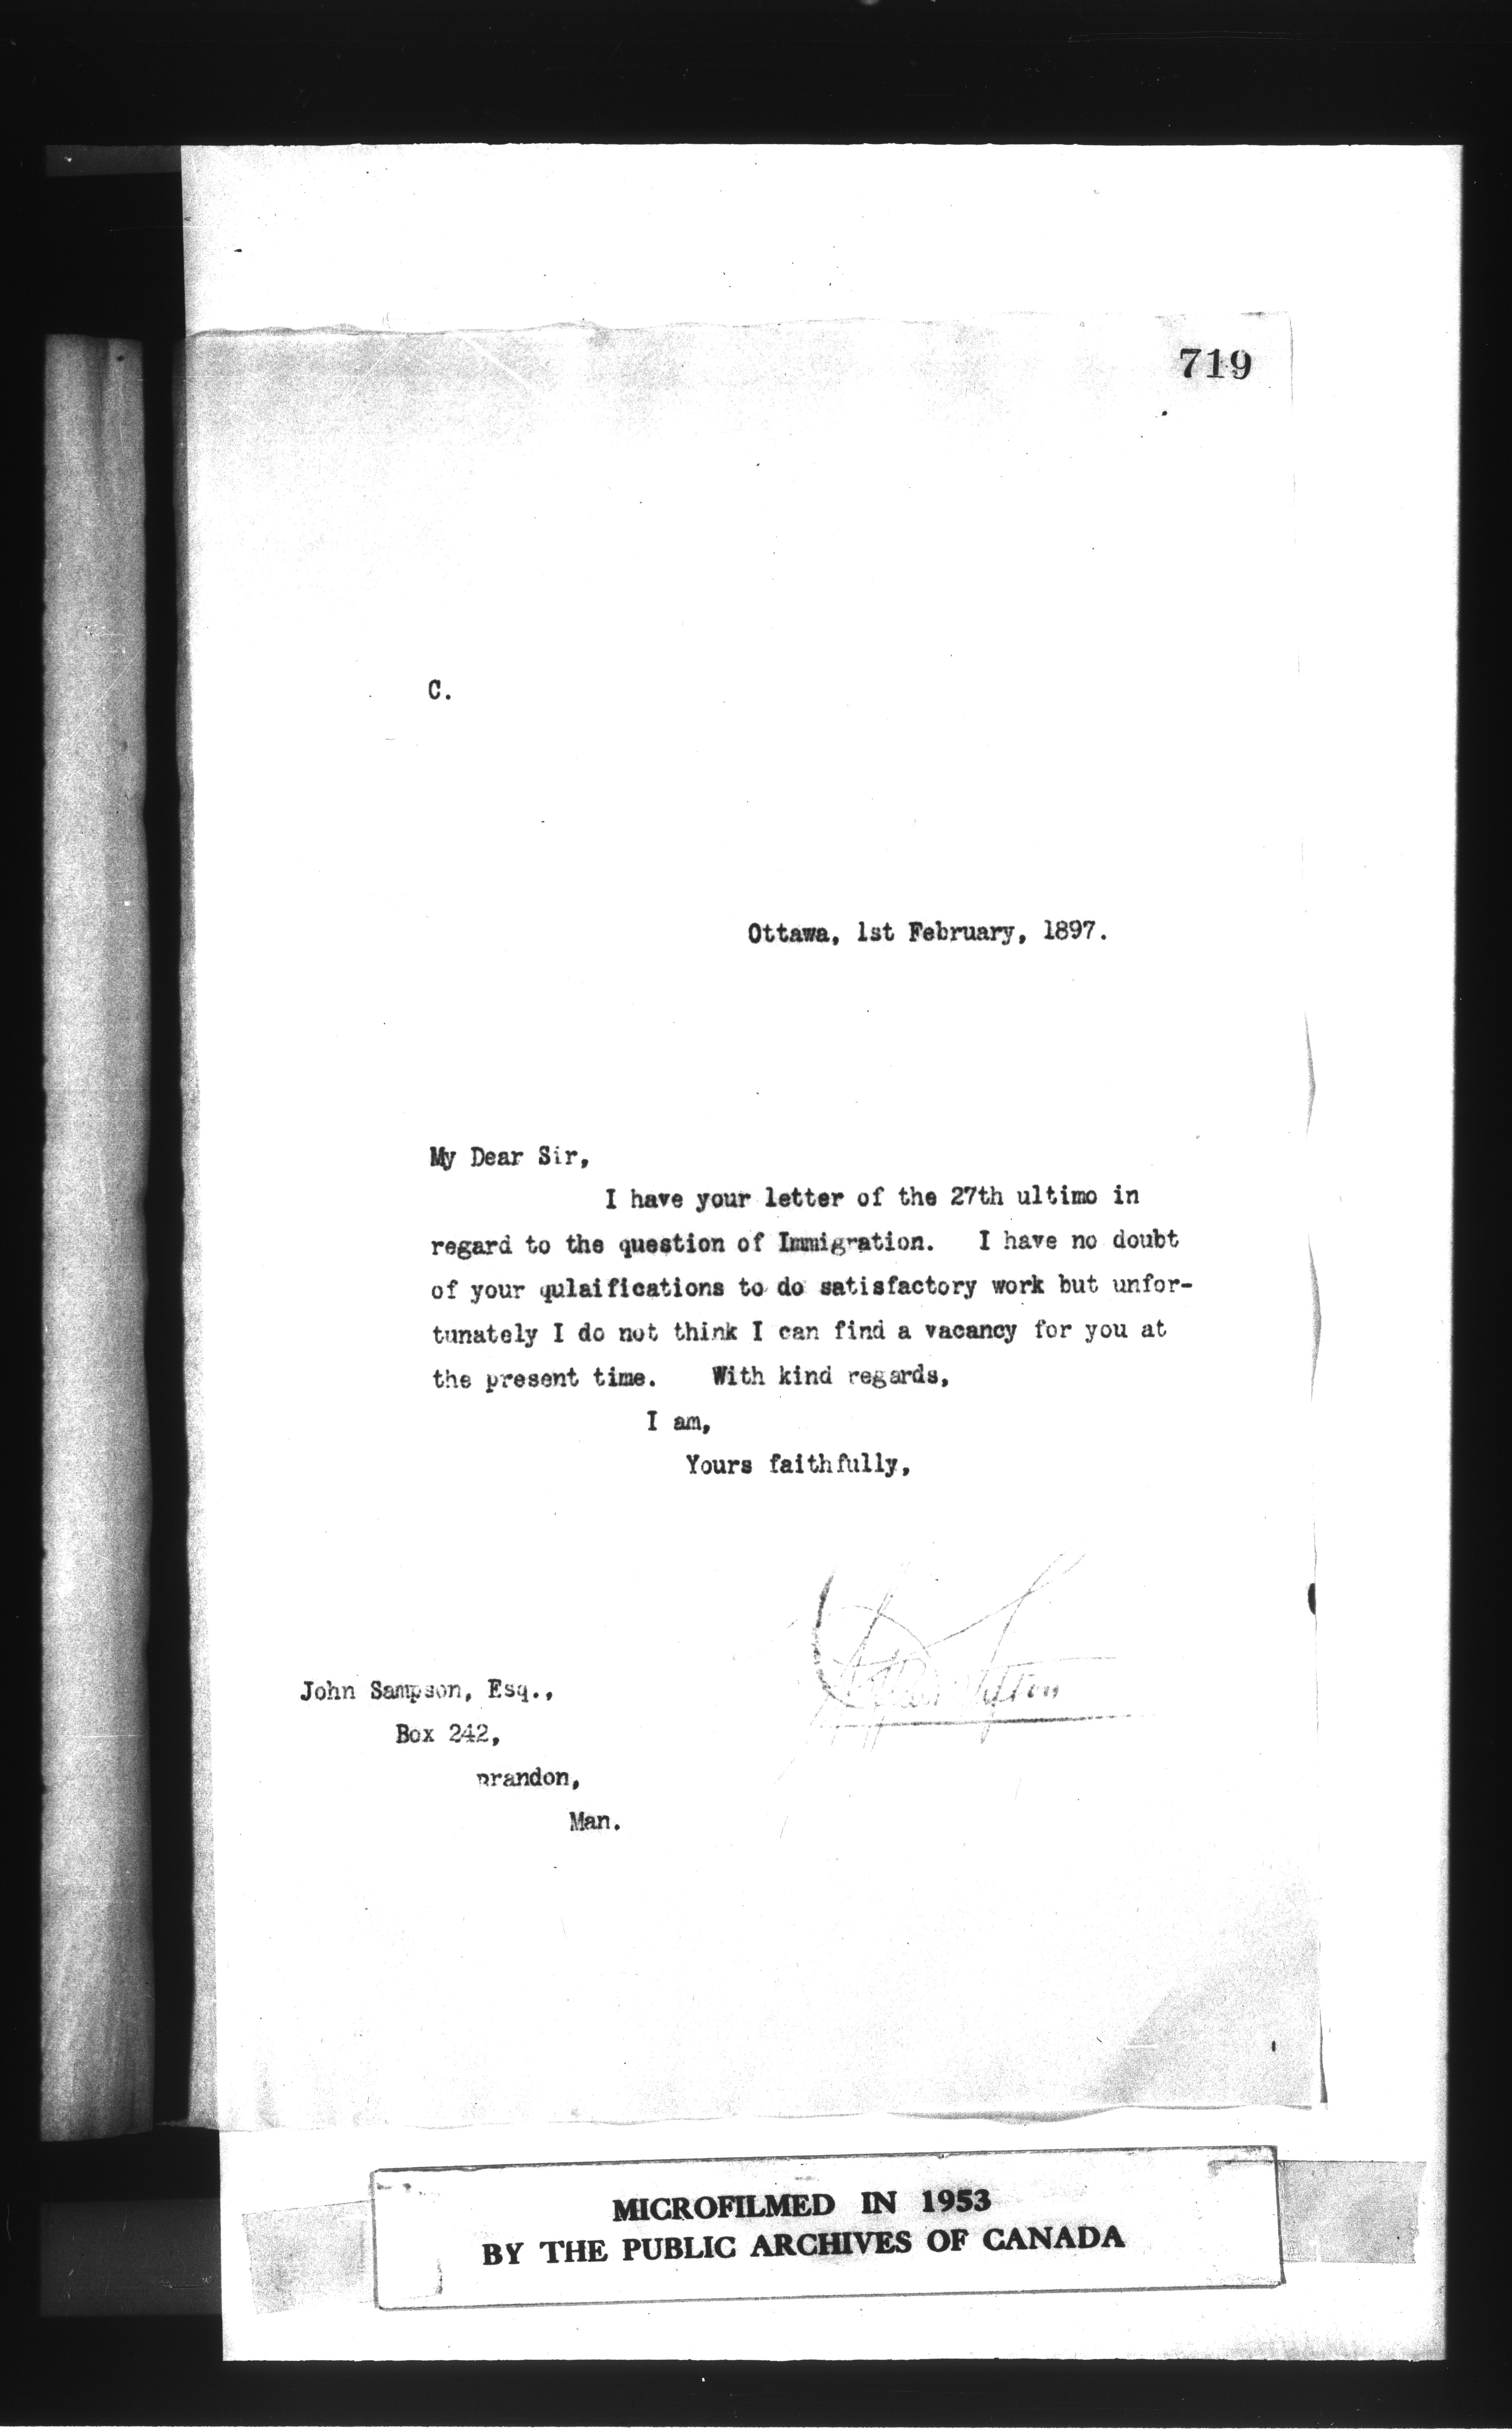 719
C.
Ottawa, 1st February, 1897.
My Dear Sir,
I have your letter of the 27th ultimo in
regard to the question of Immigration. I have no doubt
of your qulaifications to do satisfactory work but unfor-
tunately I do not think I can find a vacancy for you at
the present time. With kind regards,
I am,
Yours faithfully,
John Sampson, Esq.,
Box 242,
Brandon,
Man.
MICROFILMED IN 1953
BY THE PUBLIC ARCHIVES OF CANADA